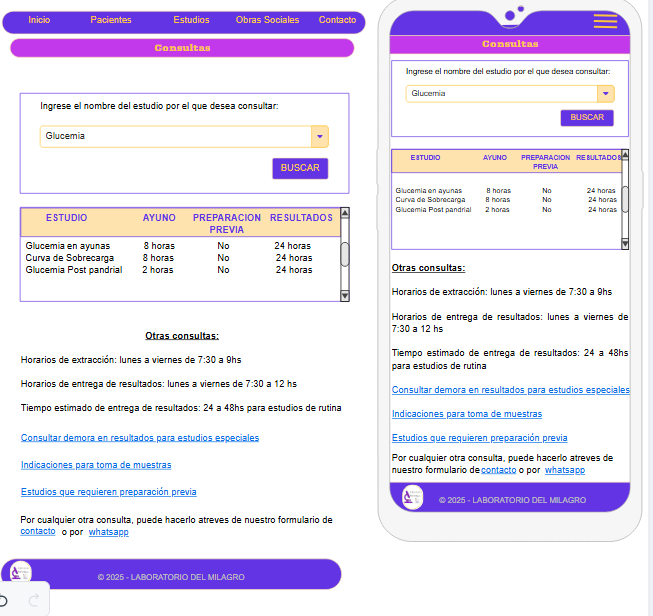 Inicio Pacientes Estudios Obras Sociales Contacto
Consultas
Ingrese el nombre del estudio por el que desea consultar:
Glucemia
BUSCAR
ESTUDIO AYUNO PREPARACION RESULTADOS
PREVIA
Glucemia en ayunas 8 horas No 24 horas
Curva de Sobrecarga 8 horas No 24 horas
Glucemia Post pandrial 2 horas No 24 horas
Otras consultas:
Horarios de extracción: lunes a viernes de 7:30 a 9hs
Horarios de entrega de resultados: lunes a viernes de 7:30 a 12 hs
Tiempo estimado de entrega de resultados: 24 a 48hs para estudios de rutina
Consultar demora en resultados para estudios especiales
Indicaciones para toma de muestras
Estudios que requieren preparación previa
Por cualquier otra consulta, puede hacerlo atreves de nuestro formulario de
contacto o por whatsapp
© 2025 - LABORATORIO DEL MILAGRO
Consultas
Ingrese el nombre del estudio por el que desea consultar:
Glucemia
BUSCAR
ESTUDIO AYUNO PREPARACION RESULTADOS
PREVIA
Glucemia en ayunas 8 horas No 24 horas
Curva de Sobrecarga 8 horas No 24 horas
Glucemia Post pandrial 2 horas No 24 horas
Otras consultas:
Horarios de extracción: lunes a viernes de 7:30 a 9hs
Horarios de entrega de resultados: lunes a viernes de
7:30 a 12 hs
Tiempo estimado de entrega de resultados: 24 a 48hs
para estudios de rutina
Consultar demora en resultados para estudios especiales
Indicaciones para toma de muestras
Estudios que requieren preparación previa
Por cualquier otra consulta, puede hacerlo atreves de
nuestro formulario de contacto o por whatsapp
© 2025 - LABORATORIO DEL MILAGRO